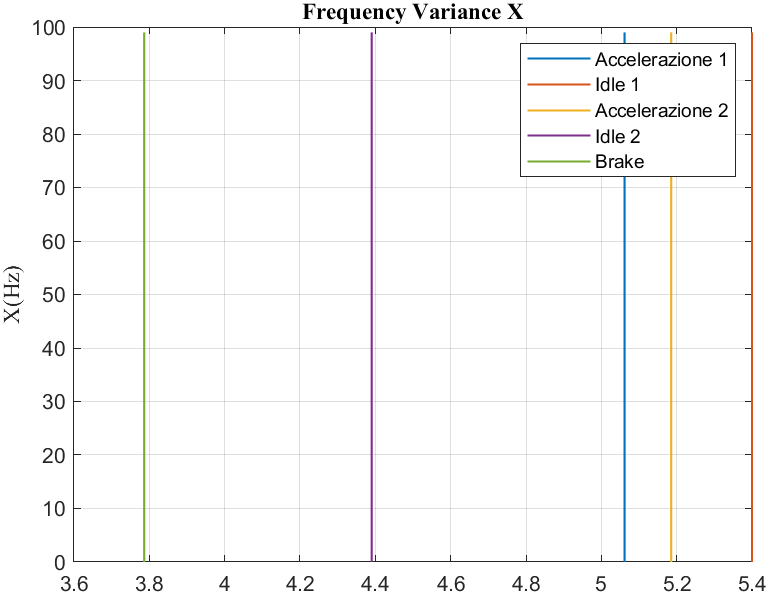 Frequency Variance X
100
90
80
70
60
50
40
30
20
10
0
X(Hz)
Accelerazione 1
Idle 1
Accelerazione 2
Idle 2
Brake
3.6 3.8 4 4.2 4.4 4.6 4.8 5 5.2 5.4